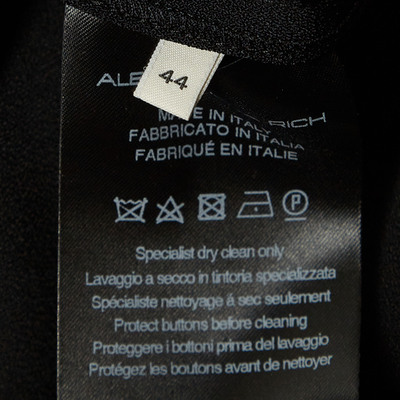 44
RICH
MADE IN ITALY
FABBRICATO IN ITALIA
FABRIQUÉ EN ITALIE
P
Specialist dry clean only
Lavaggio a secco in tintoria specializzata
Spécialiste nettoyage á sec seulement
Protect buttons before cleaning
Proteggere i bottoni prima del lavaggio
Protégez les boutons avant de nettoyer